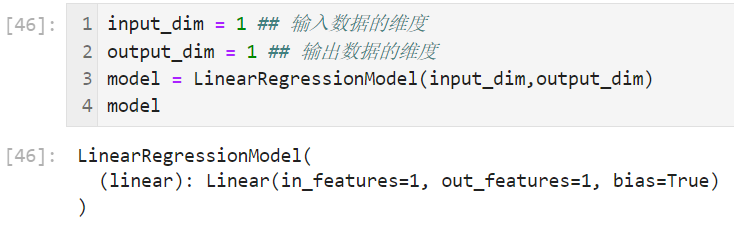 [46]:
1 input_dim = 1 ## 输入数据的维度
2 output_dim = 1 ## 输出数据的维度
3 model = LinearRegressionModel(input_dim,output_dim)
4 model
[46]:
LinearRegressionModel(
  (linear): Linear(in_features=1, out_features=1, bias=True)
)